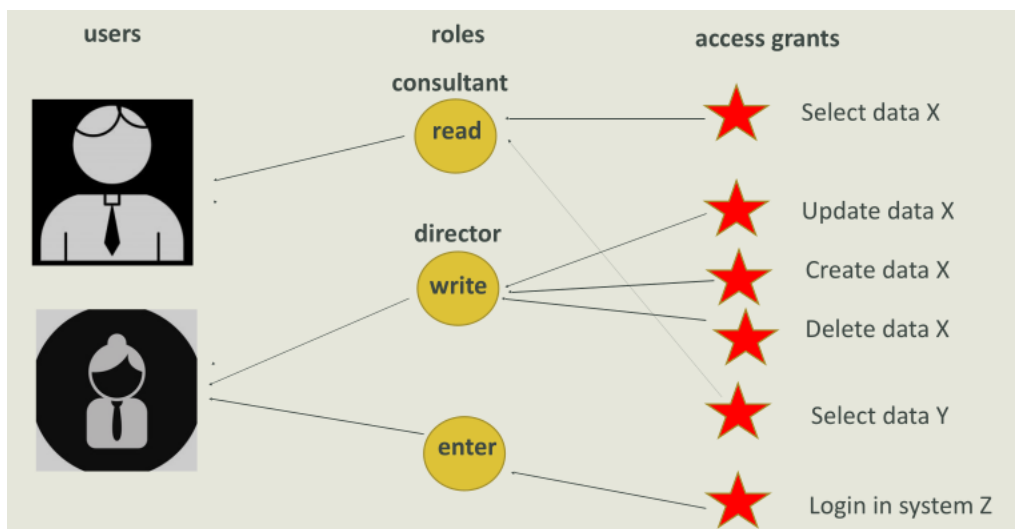 users
roles
access grants
consultant
read
Select data X
Update data X
director
write
Create data X
Delete data X
Select data Y
enter
Login in system Z